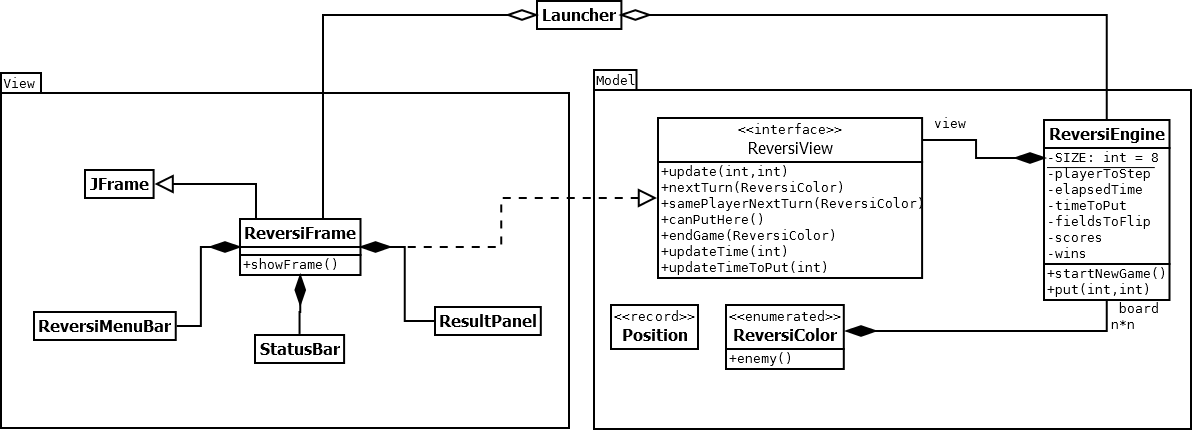 Launcher
View
JFrame
ReversiFrame
+showFrame()
ReversiMenuBar
StatusBar
ResultPanel
Model
<<interface>>
ReversiView
+update(int,int)
+nextTurn(ReversiColor)
+samePlayerNextTurn(ReversiColor)
+canPutHere()
+endGame(ReversiColor)
+updateTime(int)
+updateTimeToPut(int)
view
ReversiEngine
-SIZE: int = 8
-playerToStep
-elapsedTime
-timeToPut
-fieldsToFlip
-scores
-wins
+startNewGame()
+put(int,int)
board
n*n
<<record>>
Position
<<enumerated>>
ReversiColor
+enemy()